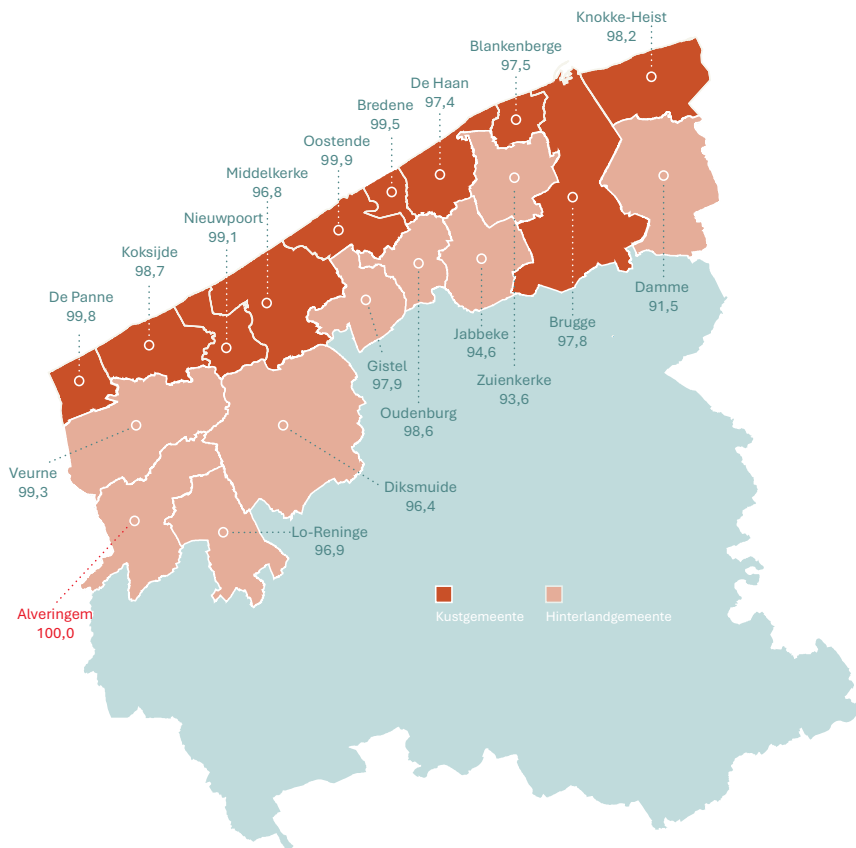 Knokke-Heist
98,2
Blankenberge
97,5
De Haan
97,4
Bredene
99,5
Oostende
99,9
Middelkerke
96,8
Nieuwpoort
99,1
Koksijde
98,7
De Panne
99,8
Damme
91,5
Brugge
97,8
Jabbeke
94,6
Zuienkerke
93,6
Gistel
97,9
Oudenburg
98,6
Veurne
99,3
Diksmuide
96,4
Lo-Reninge
96,9
Alveringem
100,0
Kustgemeente
Hinterlandgemeente